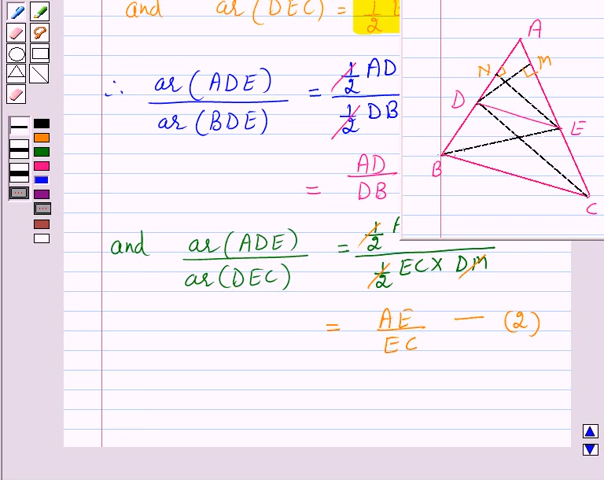 and ar(DEC) = 1/2
∴ ar(ADE) / ar(BDE) = 1/2 AD / 1/2 DB
= AD / DB
and ar(ADE) / ar(DEC) = 1/2 / 1/2 EC × DM
= AE / EC — (2)
A
N M
D
E
B
C